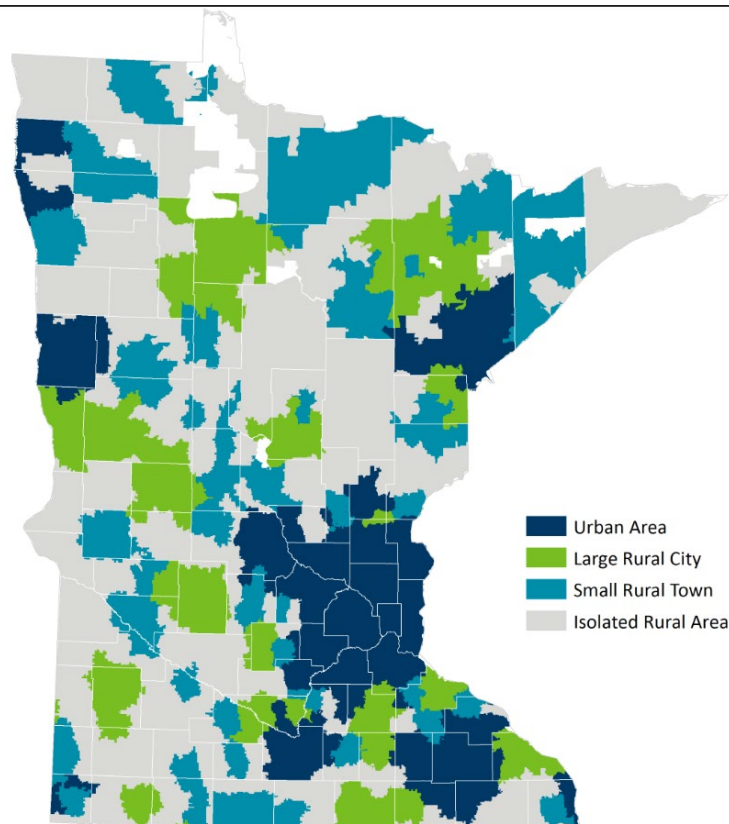 Urban Area
Large Rural City
Small Rural Town
Isolated Rural Area